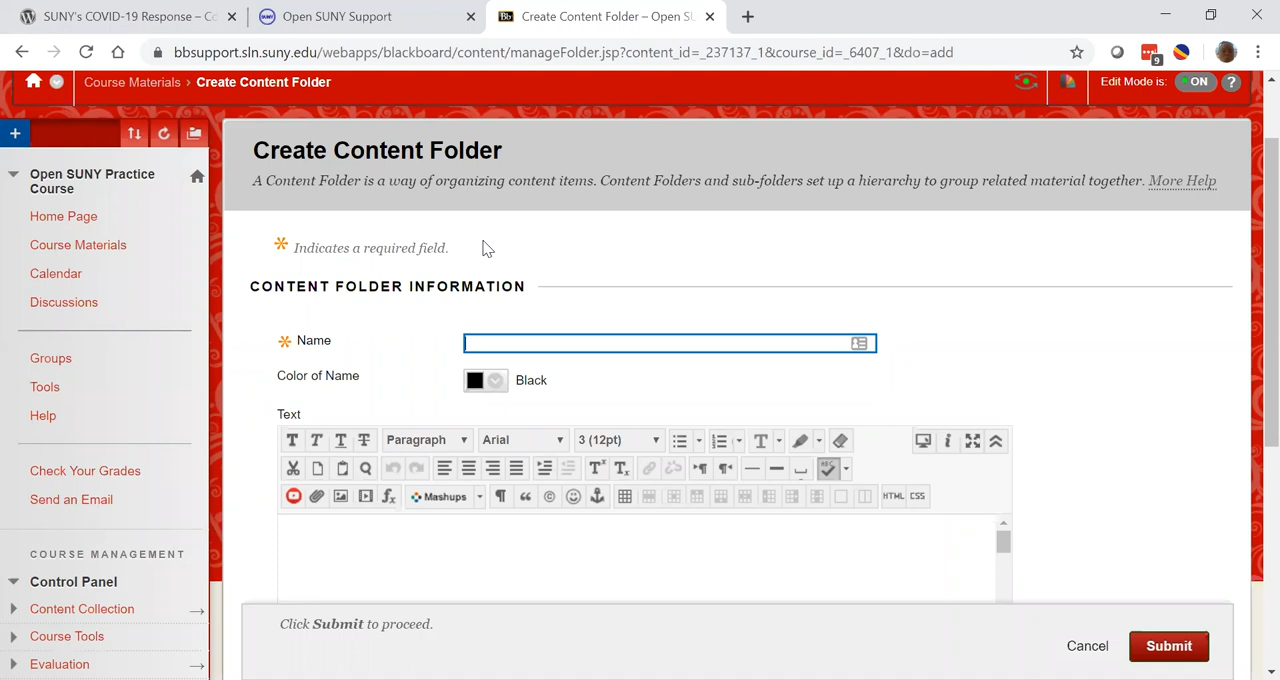 SUNY's COVID-19 Response – Co
Open SUNY Support
Create Content Folder – Open SU
bbsupport.sln.suny.edu/webapps/blackboard/content/manageFolder.jsp?content_id=_237137_1&course_id=_6407_1&do=add
9
Course Materials › Create Content Folder
Edit Mode is: ON ?
Create Content Folder
A Content Folder is a way of organizing content items. Content Folders and sub-folders set up a hierarchy to group related material together. More Help
Open SUNY Practice
Course
Home Page
Course Materials
Calendar
Discussions
Groups
Tools
Help
Check Your Grades
Send an Email
COURSE MANAGEMENT
Control Panel
Content Collection
Course Tools
Evaluation
Indicates a required field.
CONTENT FOLDER INFORMATION
Name
Color of Name
Black
Text
Paragraph Arial 3 (12pt)
Mashups
HTML CSS
Click Submit to proceed.
Cancel Submit